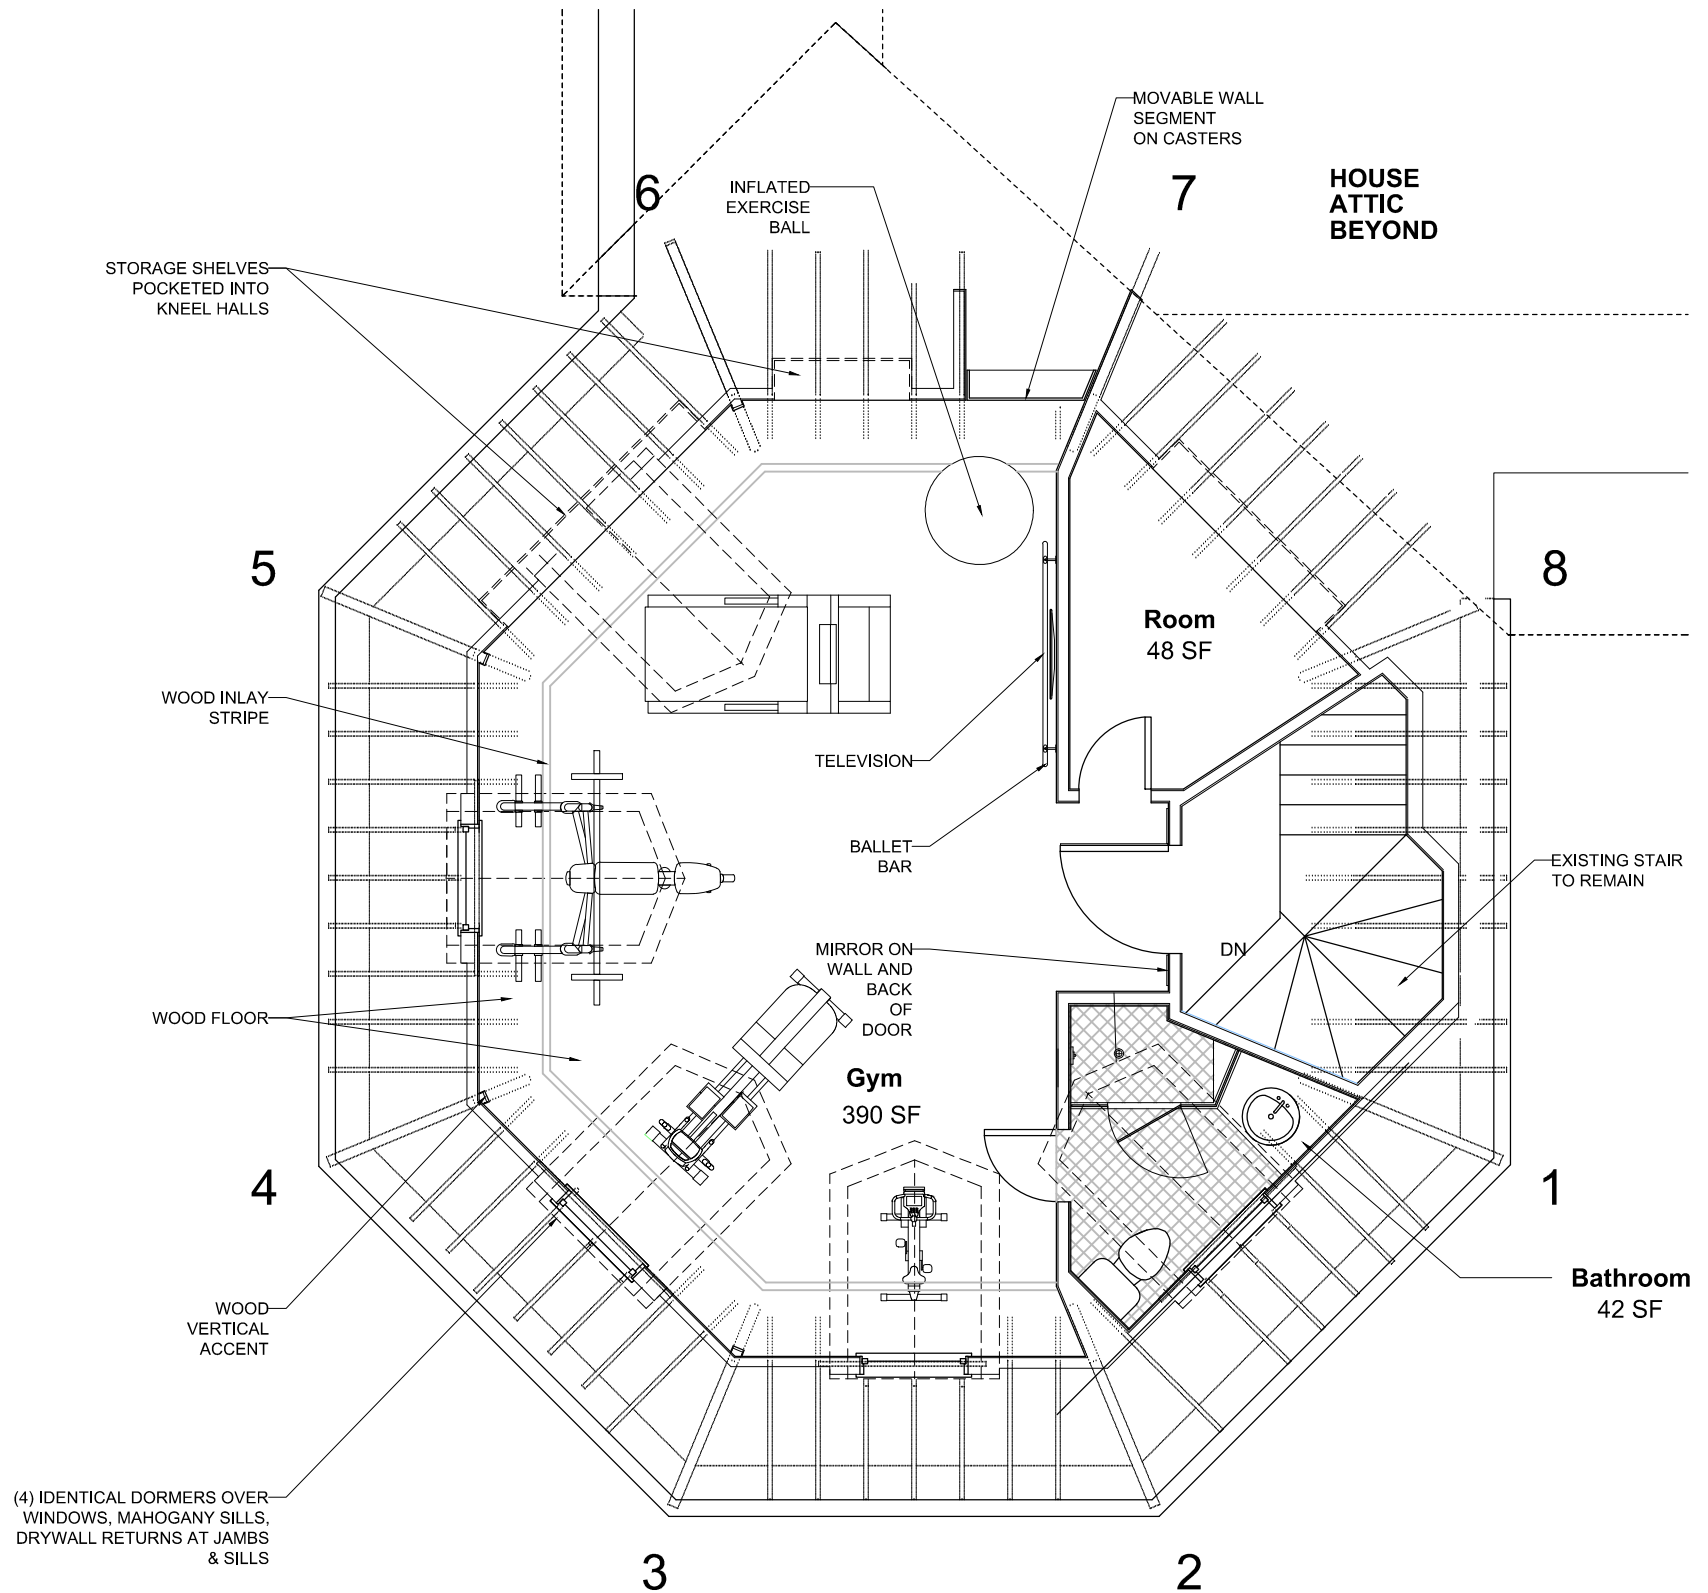 MOVABLE WALL
SEGMENT
ON CASTERS
6
7
HOUSE
ATTIC
BEYOND
INFLATED
EXERCISE
BALL
STORAGE SHELVES
POCKETED INTO
KNEEL HALLS
5
8
Room
48 SF
WOOD INLAY
STRIPE
TELEVISION
BALLET
BAR
EXISTING STAIR
TO REMAIN
DN
MIRROR ON
WALL AND
BACK
OF
DOOR
WOOD FLOOR
Gym
390 SF
4
1
Bathroom
42 SF
WOOD
VERTICAL
ACCENT
(4) IDENTICAL DORMERS OVER
WINDOWS, MAHOGANY SILLS,
DRYWALL RETURNS AT JAMBS
& SILLS
3
2